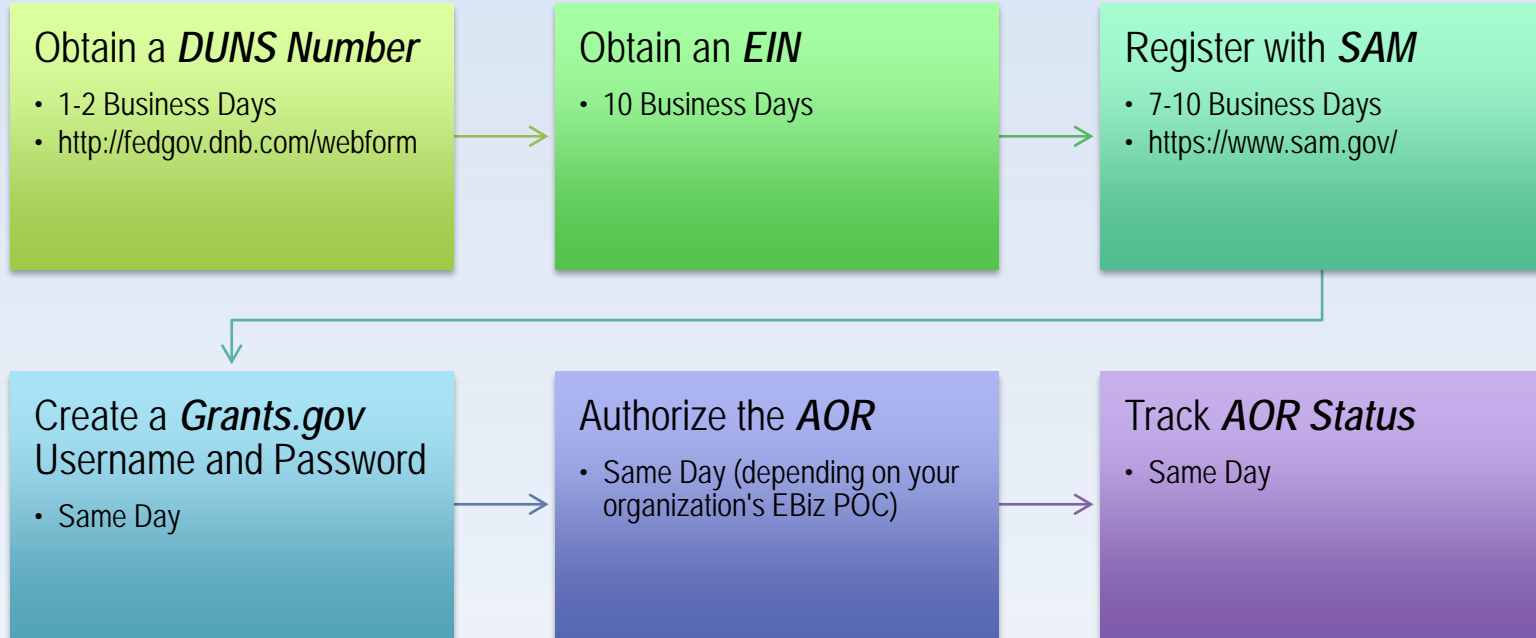 Obtain a DUNS Number
• 1-2 Business Days
• http://fedgov.dnb.com/webform
Obtain an EIN
• 10 Business Days
Register with SAM
• 7-10 Business Days
• https://www.sam.gov/
Create a Grants.gov
Username and Password
• Same Day
Authorize the AOR
• Same Day (depending on your
organization's EBiz POC)
Track AOR Status
• Same Day